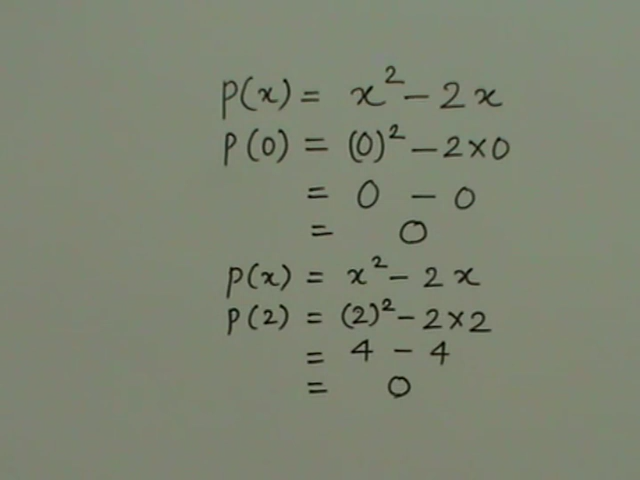 p(x) = x² - 2x
p(0) = (0)² - 2×0
= 0 - 0
= 0
p(x) = x² - 2x
p(2) = (2)² - 2×2
= 4 - 4
= 0